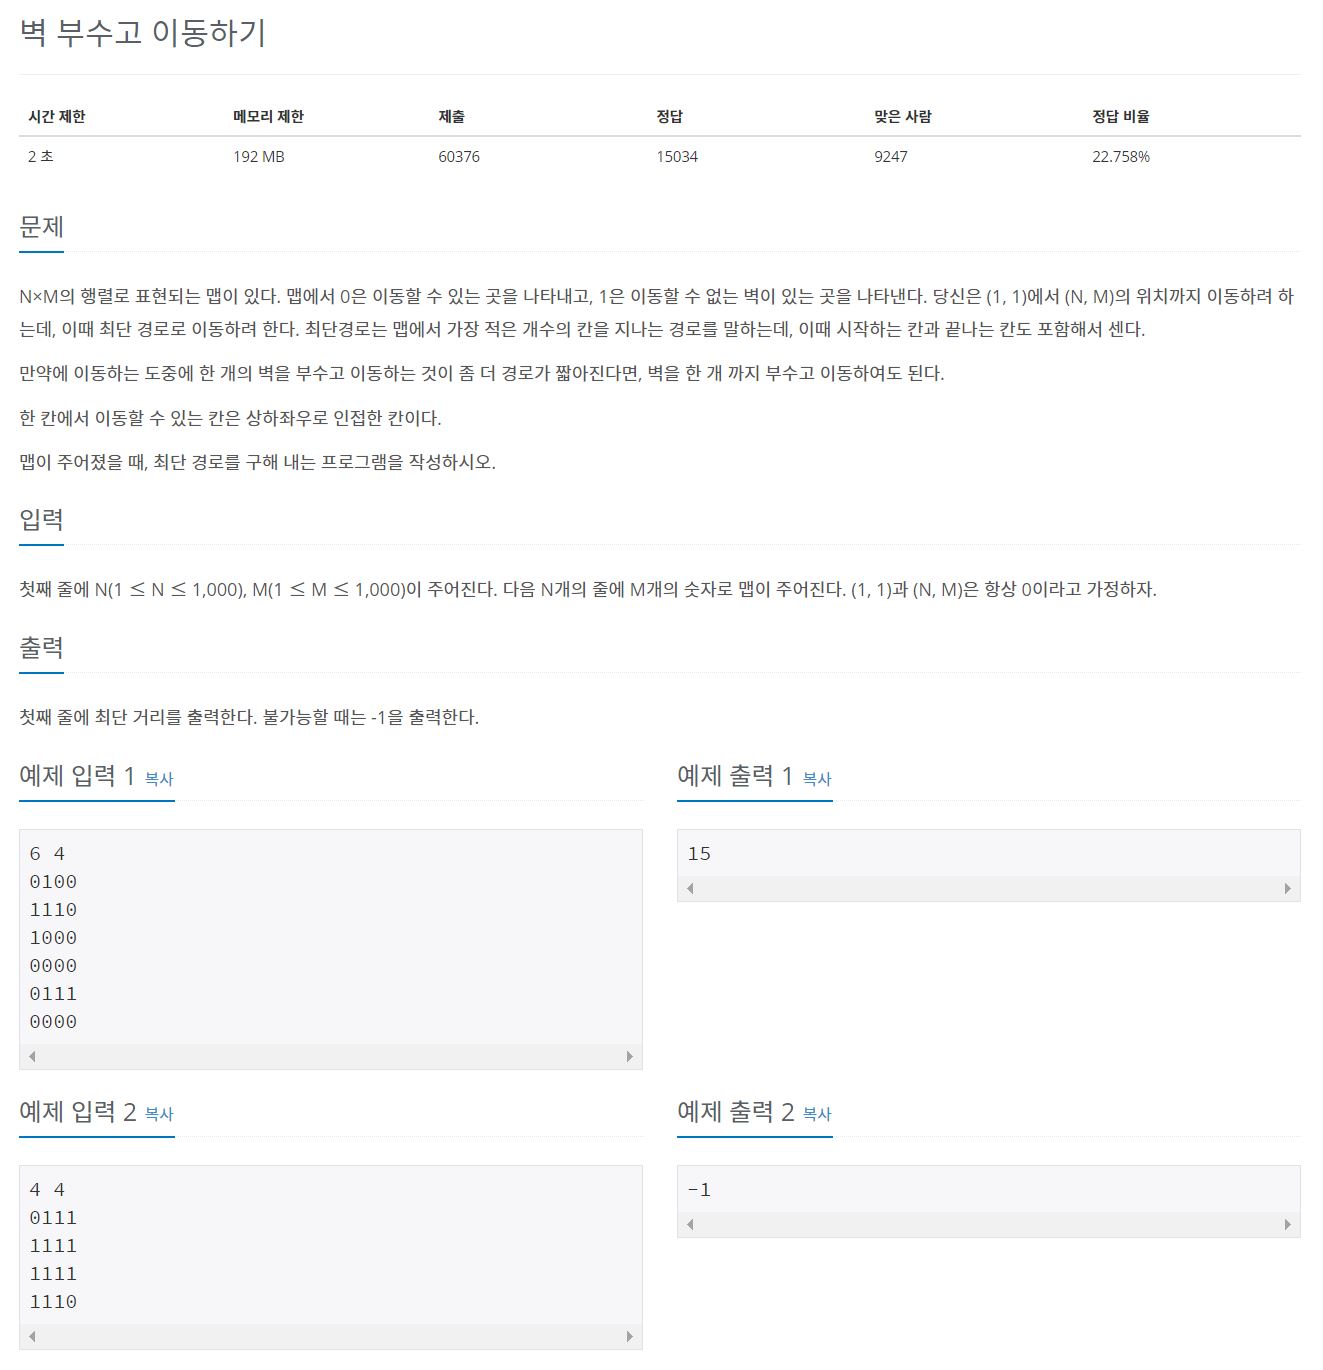 벽 부수고 이동하기
시간 제한 메모리 제한 제출 정답 맞은 사람 정답 비율
2 초 192 MB 60376 15034 9247 22.758%
문제
N×M의 행렬로 표현되는 맵이 있다. 맵에서 0은 이동할 수 있는 곳을 나타내고, 1은 이동할 수 없는 벽이 있는 곳을 나타낸다. 당신은 (1, 1)에서 (N, M)의 위치까지 이동하려 하
는데, 이때 최단 경로로 이동하려 한다. 최단경로는 맵에서 가장 적은 개수의 칸을 지나는 경로를 말하는데, 이때 시작하는 칸과 끝나는 칸도 포함해서 센다.
만약에 이동하는 도중에 한 개의 벽을 부수고 이동하는 것이 좀 더 경로가 짧아진다면, 벽을 한 개 까지 부수고 이동하여도 된다.
한 칸에서 이동할 수 있는 칸은 상하좌우로 인접한 칸이다.
맵이 주어졌을 때, 최단 경로를 구해 내는 프로그램을 작성하시오.
입력
첫째 줄에 N(1 ≤ N ≤ 1,000), M(1 ≤ M ≤ 1,000)이 주어진다. 다음 N개의 줄에 M개의 숫자로 맵이 주어진다. (1, 1)과 (N, M)은 항상 0이라고 가정하자.
출력
첫째 줄에 최단 거리를 출력한다. 불가능할 때는 -1을 출력한다.
예제 입력 1 복사
6 4
0100
1110
1000
0000
0111
0000
예제 출력 1 복사
15
예제 입력 2 복사
4 4
0111
1111
1111
1110
예제 출력 2 복사
-1